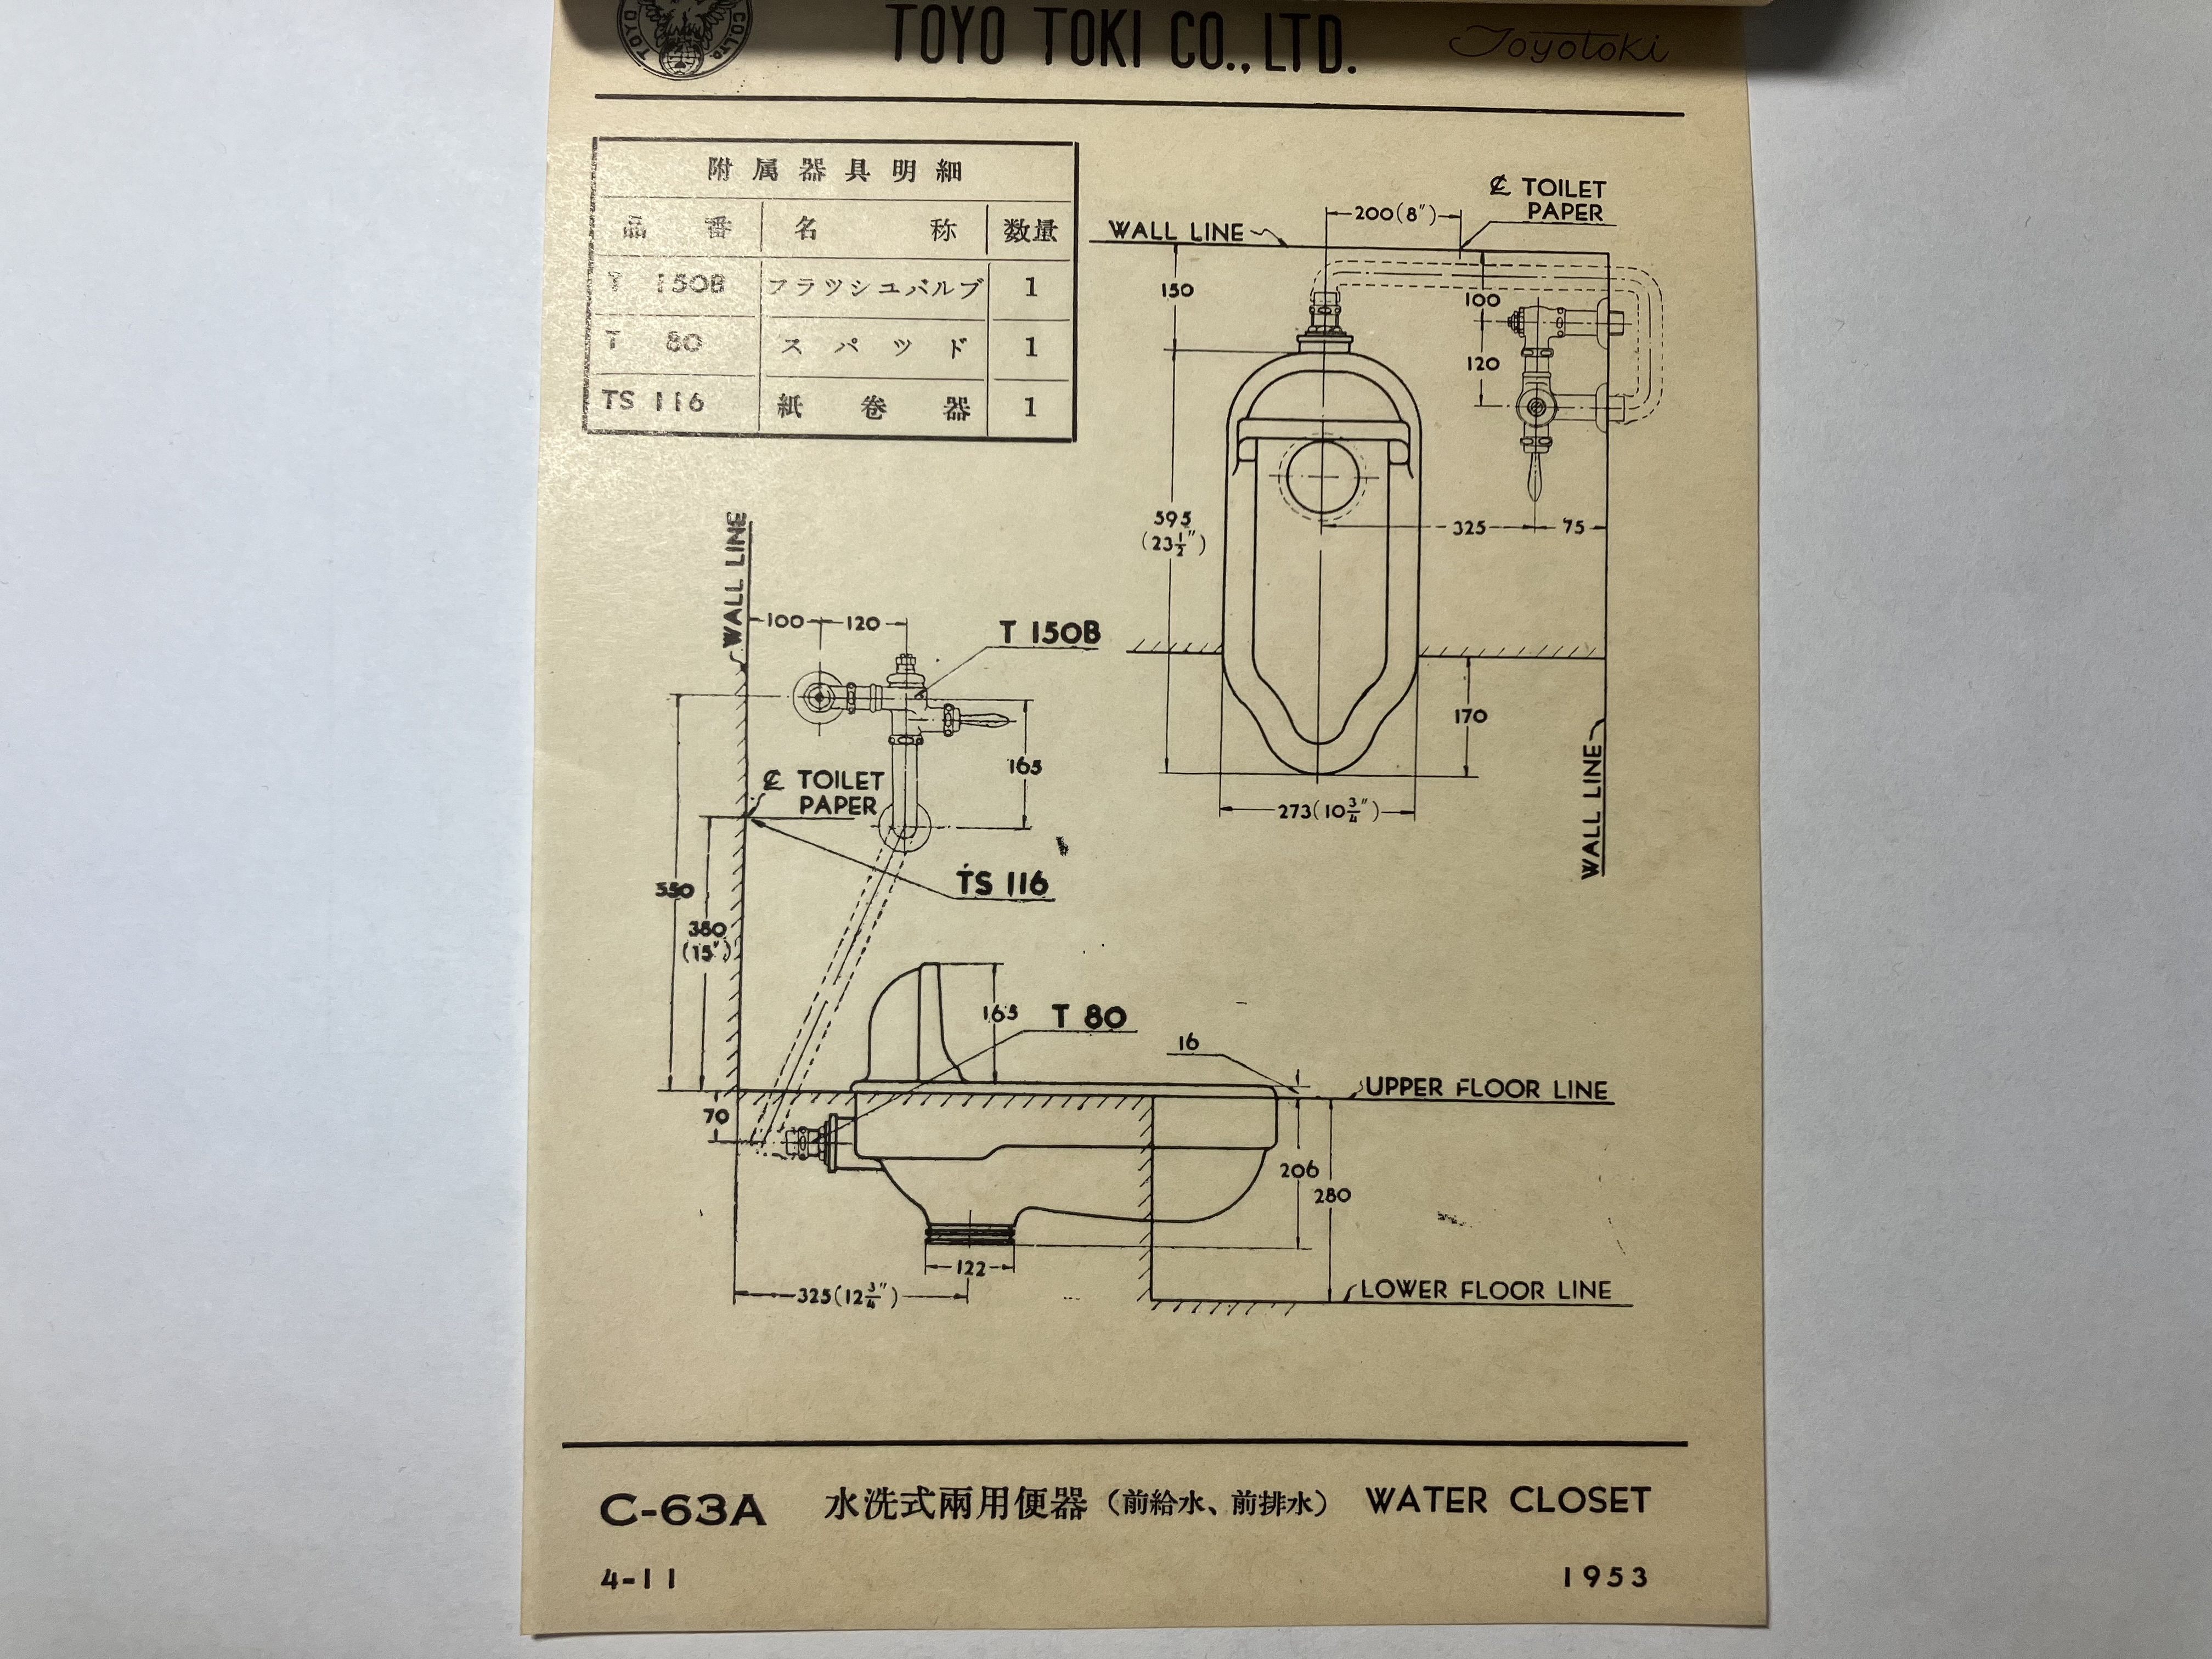 TOYO CO.LTD.
TOYO TOKI CO., LTD.
Toyotoki
附属器具明細
品番 名称 数量
T 150B フラツシユバルブ 1
T 80 スパツド 1
TS 116 紙卷器 1
℄ TOILET
PAPER
200(8″)
WALL LINE
150
100
120
595
(23½″)
325
75
170
273(10¾″)
WALL LINE
WALL LINE
100
120
T 150B
165
℄ TOILET
PAPER
TS 116
550
380
(15″)
165
T 80
16
UPPER FLOOR LINE
70
206
280
122
325(12¾″)
LOWER FLOOR LINE
C-63A 水洗式兩用便器（前給水、前排水） WATER CLOSET
4-11
1953